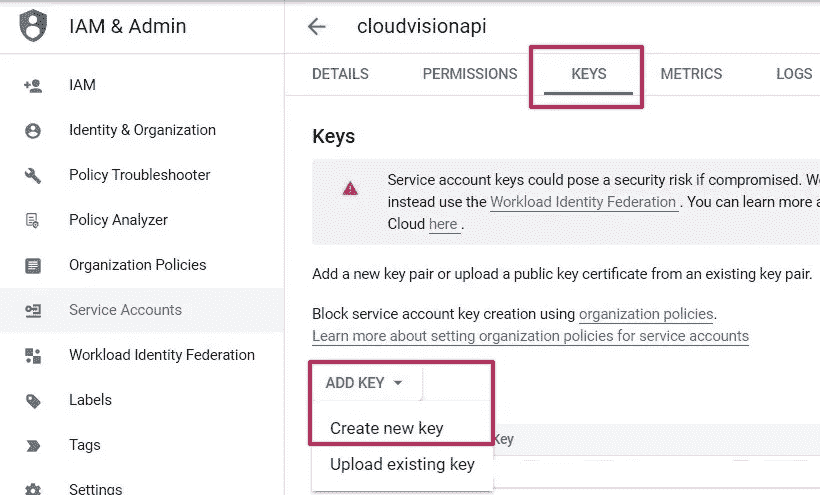 IAM & Admin
cloudvisionapi
DETAILS PERMISSIONS KEYS METRICS LOGS
IAM
Identity & Organization
Policy Troubleshooter
Policy Analyzer
Organization Policies
Service Accounts
Workload Identity Federation
Labels
Tags
Settings
Keys
Service account keys could pose a security risk if compromised. We
instead use the Workload Identity Federation . You can learn more a
Cloud here .
Add a new key pair or upload a public key certificate from an existing key pair.
Block service account key creation using organization policies.
Learn more about setting organization policies for service accounts
ADD KEY
Create new key
Key
Upload existing key